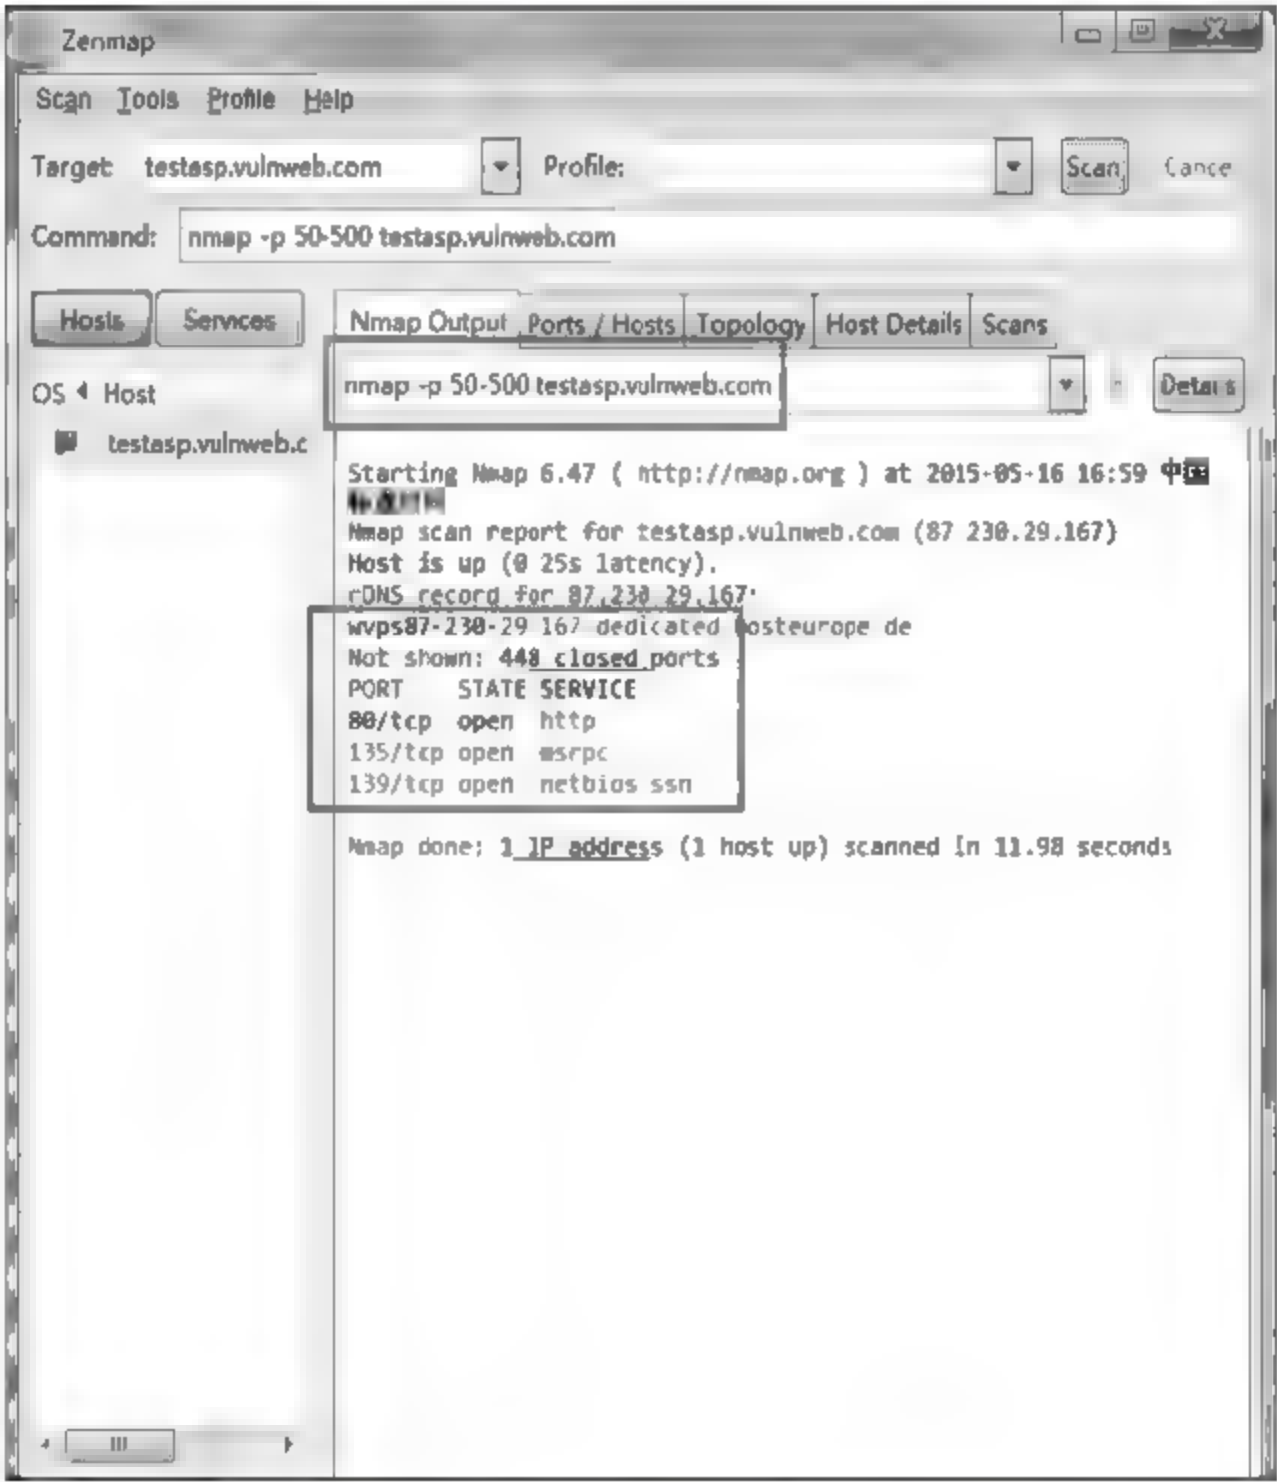 Zenmap
Scan Tools Profile Help
Target: testasp.vulnweb.com Profile: Scan Cance
Command: nmap -p 50-500 testasp.vulnweb.com
Hosts Services Nmap Output Ports / Hosts Topology Host Details Scans
nmap -p 50-500 testasp.vulnweb.com Details
OS Host
testasp.vulnweb.c
Starting Nmap 6.47 ( http://nmap.org ) at 2015-05-16 16:59 中
Nmap scan report for testasp.vulnweb.com (87 230.29.167)
Host is up (0 25s latency).
rDNS record for 87.230 29.167:
wvps87-230-29 167 dedicated hosteurope de
Not shown: 448 closed ports
PORT STATE SERVICE
80/tcp open http
135/tcp open msrpc
139/tcp open netbios ssn
Nmap done: 1 IP address (1 host up) scanned in 11.98 seconds